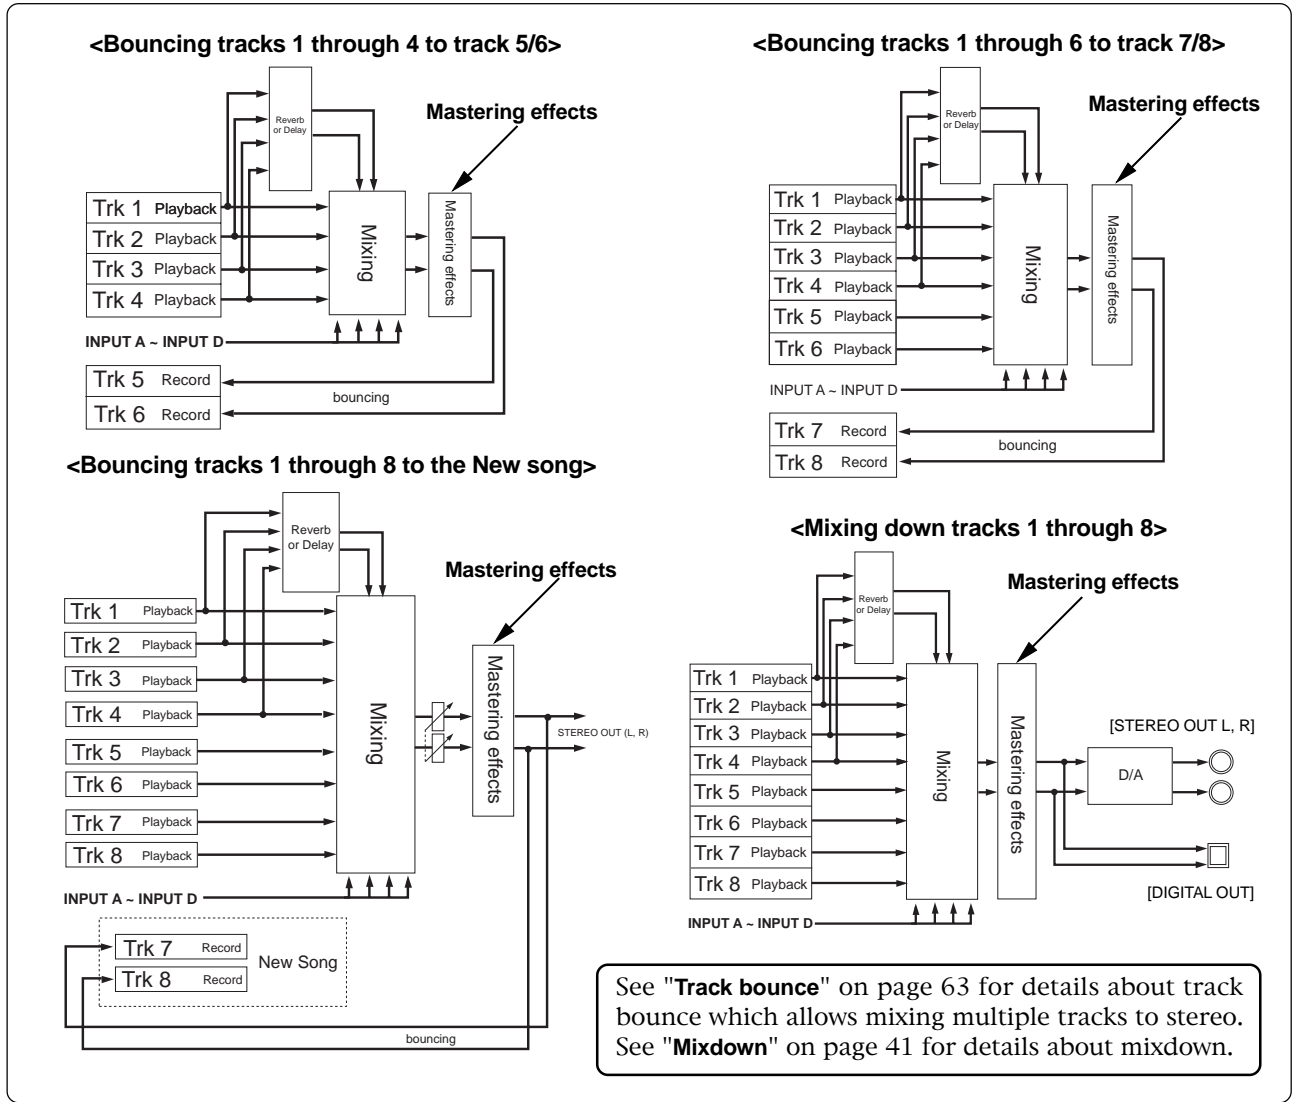 <Bouncing tracks 1 through 4 to track 5/6>
Reverb
or Delay
Mastering effects
Trk 1 Playback
Trk 2 Playback
Trk 3 Playback
Trk 4 Playback
Mixing
Mastering effects
INPUT A ~ INPUT D
Trk 5 Record
bouncing
Trk 6 Record
<Bouncing tracks 1 through 6 to track 7/8>
Reverb
or Delay
Mastering effects
Trk 1 Playback
Trk 2 Playback
Trk 3 Playback
Trk 4 Playback
Trk 5 Playback
Trk 6 Playback
Mixing
Mastering effects
INPUT A ~ INPUT D
Trk 7 Record
bouncing
Trk 8 Record
<Bouncing tracks 1 through 8 to the New song>
Reverb
or Delay
Mastering effects
Trk 1 Playback
Trk 2 Playback
Trk 3 Playback
Trk 4 Playback
Trk 5 Playback
Trk 6 Playback
Trk 7 Playback
Trk 8 Playback
Mixing
Mastering effects
STEREO OUT (L, R)
INPUT A ~ INPUT D
Trk 7 Record
New Song
Trk 8 Record
bouncing
<Mixing down tracks 1 through 8>
Reverb
or Delay
Mastering effects
Trk 1 Playback
Trk 2 Playback
Trk 3 Playback
Trk 4 Playback
Trk 5 Playback
Trk 6 Playback
Trk 7 Playback
Trk 8 Playback
Mixing
Mastering effects
[STEREO OUT L, R]
D/A
[DIGITAL OUT]
INPUT A ~ INPUT D
See "Track bounce" on page 63 for details about track
bounce which allows mixing multiple tracks to stereo.
See "Mixdown" on page 41 for details about mixdown.